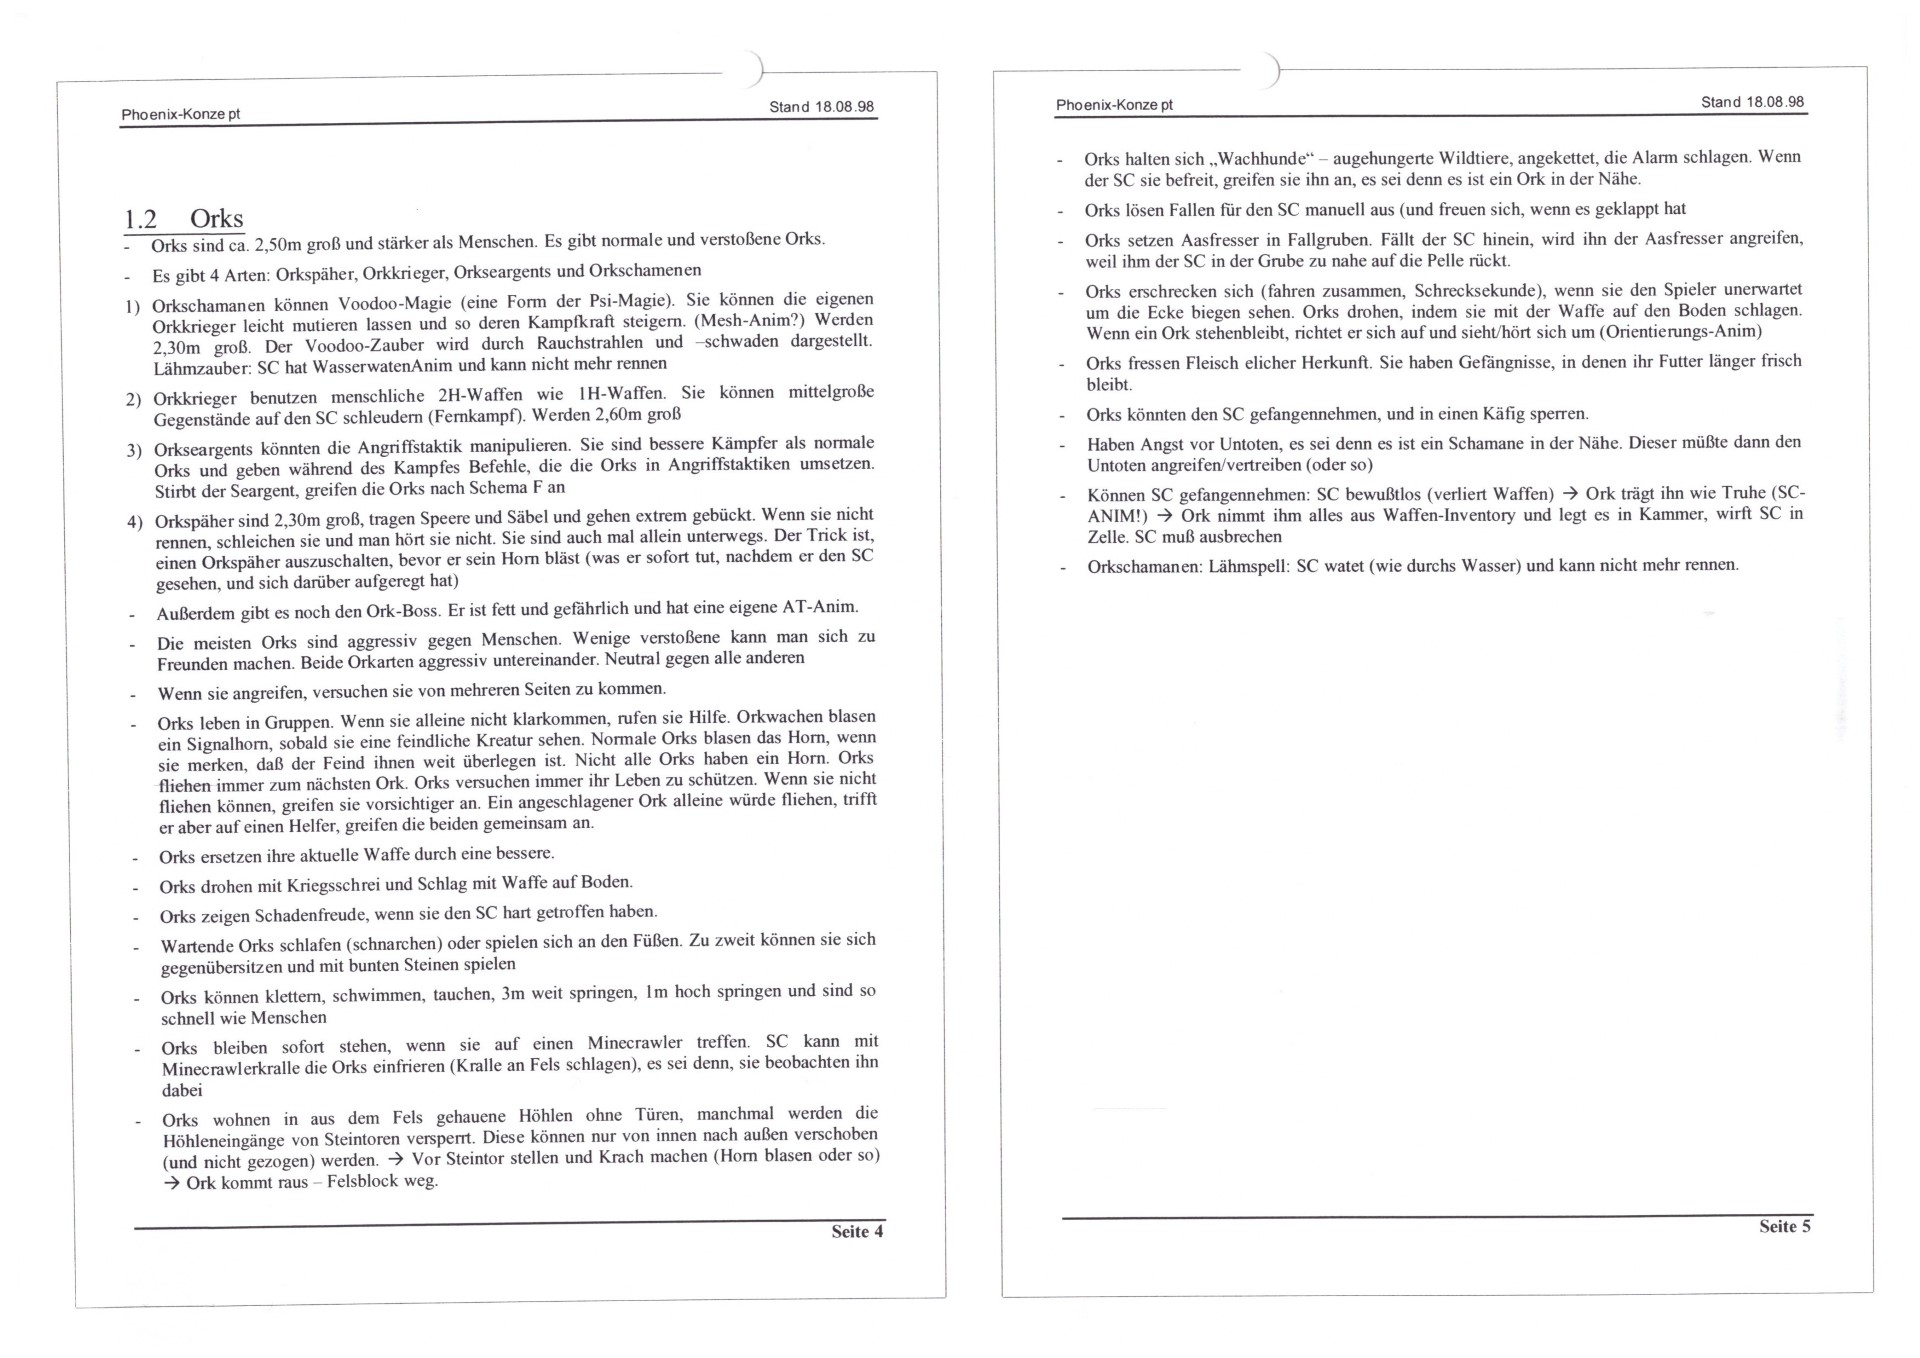 Phoenix-Konzept
Stand 18.08.98
1.2 Orks
- Orks sind ca. 2,50m groß und stärker als Menschen. Es gibt normale und verstoßene Orks.
- Es gibt 4 Arten: Orkspäher, Orkkrieger, Orkseargents und Orkschamenen
1) Orkschamanen können Voodoo-Magie (eine Form der Psi-Magie). Sie können die eigenen
Orkkrieger leicht mutieren lassen und so deren Kampfkraft steigern. (Mesh-Anim?) Werden
2,30m groß. Der Voodoo-Zauber wird durch Rauchstrahlen und –schwaden dargestellt.
Lähmzauber: SC hat WasserwatenAnim und kann nicht mehr rennen
2) Orkkrieger benutzen menschliche 2H-Waffen wie 1H-Waffen. Sie können mittelgroße
Gegenstände auf den SC schleudern (Fernkampf). Werden 2,60m groß
3) Orkseargents könnten die Angriffstaktik manipulieren. Sie sind bessere Kämpfer als normale
Orks und geben während des Kampfes Befehle, die die Orks in Angriffstaktiken umsetzen.
Stirbt der Seargent, greifen die Orks nach Schema F an
4) Orkspäher sind 2,30m groß, tragen Speere und Säbel und gehen extrem gebückt. Wenn sie nicht
rennen, schleichen sie und man hört sie nicht. Sie sind auch mal allein unterwegs. Der Trick ist,
einen Orkspäher auszuschalten, bevor er sein Horn bläst (was er sofort tut, nachdem er den SC
gesehen, und sich darüber aufgeregt hat)
- Außerdem gibt es noch den Ork-Boss. Er ist fett und gefährlich und hat eine eigene AT-Anim.
- Die meisten Orks sind aggressiv gegen Menschen. Wenige verstoßene kann man sich zu
Freunden machen. Beide Orkarten aggressiv untereinander. Neutral gegen alle anderen
- Wenn sie angreifen, versuchen sie von mehreren Seiten zu kommen.
- Orks leben in Gruppen. Wenn sie alleine nicht klarkommen, rufen sie Hilfe. Orkwachen blasen
ein Signalhorn, sobald sie eine feindliche Kreatur sehen. Normale Orks blasen das Horn, wenn
sie merken, daß der Feind ihnen weit überlegen ist. Nicht alle Orks haben ein Horn. Orks
fliehen immer zum nächsten Ork. Orks versuchen immer ihr Leben zu schützen. Wenn sie nicht
fliehen können, greifen sie vorsichtiger an. Ein angeschlagener Ork alleine würde fliehen, trifft
er aber auf einen Helfer, greifen die beiden gemeinsam an.
- Orks ersetzen ihre aktuelle Waffe durch eine bessere.
- Orks drohen mit Kriegsschrei und Schlag mit Waffe auf Boden.
- Orks zeigen Schadenfreude, wenn sie den SC hart getroffen haben.
- Wartende Orks schlafen (schnarchen) oder spielen sich an den Füßen. Zu zweit können sie sich
gegenübersitzen und mit bunten Steinen spielen
- Orks können klettern, schwimmen, tauchen, 3m weit springen, 1m hoch springen und sind so
schnell wie Menschen
- Orks bleiben sofort stehen, wenn sie auf einen Minecrawler treffen. SC kann mit
Minecrawlerkralle die Orks einfrieren (Kralle an Fels schlagen), es sei denn, sie beobachten ihn
dabei
- Orks wohnen in aus dem Fels gehauene Höhlen ohne Türen, manchmal werden die
Höhleneingänge von Steintoren versperrt. Diese können nur von innen nach außen verschoben
(und nicht gezogen) werden. → Vor Steintor stellen und Krach machen (Horn blasen oder so)
→ Ork kommt raus – Felsblock weg.
Seite 4
Phoenix-Konzept
Stand 18.08.98
- Orks halten sich „Wachhunde“ – augehungerte Wildtiere, angekettet, die Alarm schlagen. Wenn
der SC sie befreit, greifen sie ihn an, es sei denn es ist ein Ork in der Nähe.
- Orks lösen Fallen für den SC manuell aus (und freuen sich, wenn es geklappt hat
- Orks setzen Aasfresser in Fallgruben. Fällt der SC hinein, wird ihn der Aasfresser angreifen,
weil ihm der SC in der Grube zu nahe auf die Pelle rückt.
- Orks erschrecken sich (fahren zusammen, Schrecksekunde), wenn sie den Spieler unerwartet
um die Ecke biegen sehen. Orks drohen, indem sie mit der Waffe auf den Boden schlagen.
Wenn ein Ork stehenbleibt, richtet er sich auf und sieht/hört sich um (Orientierungs-Anim)
- Orks fressen Fleisch elicher Herkunft. Sie haben Gefängnisse, in denen ihr Futter länger frisch
bleibt.
- Orks könnten den SC gefangennehmen, und in einen Käfig sperren.
- Haben Angst vor Untoten, es sei denn es ist ein Schamane in der Nähe. Dieser müßte dann den
Untoten angreifen/vertreiben (oder so)
- Können SC gefangennehmen: SC bewußtlos (verliert Waffen) → Ork trägt ihn wie Truhe (SC-
ANIM!) → Ork nimmt ihm alles aus Waffen-Inventory und legt es in Kammer, wirft SC in
Zelle. SC muß ausbrechen
- Orkschamanen: Lähmspell: SC watet (wie durchs Wasser) und kann nicht mehr rennen.
Seite 5